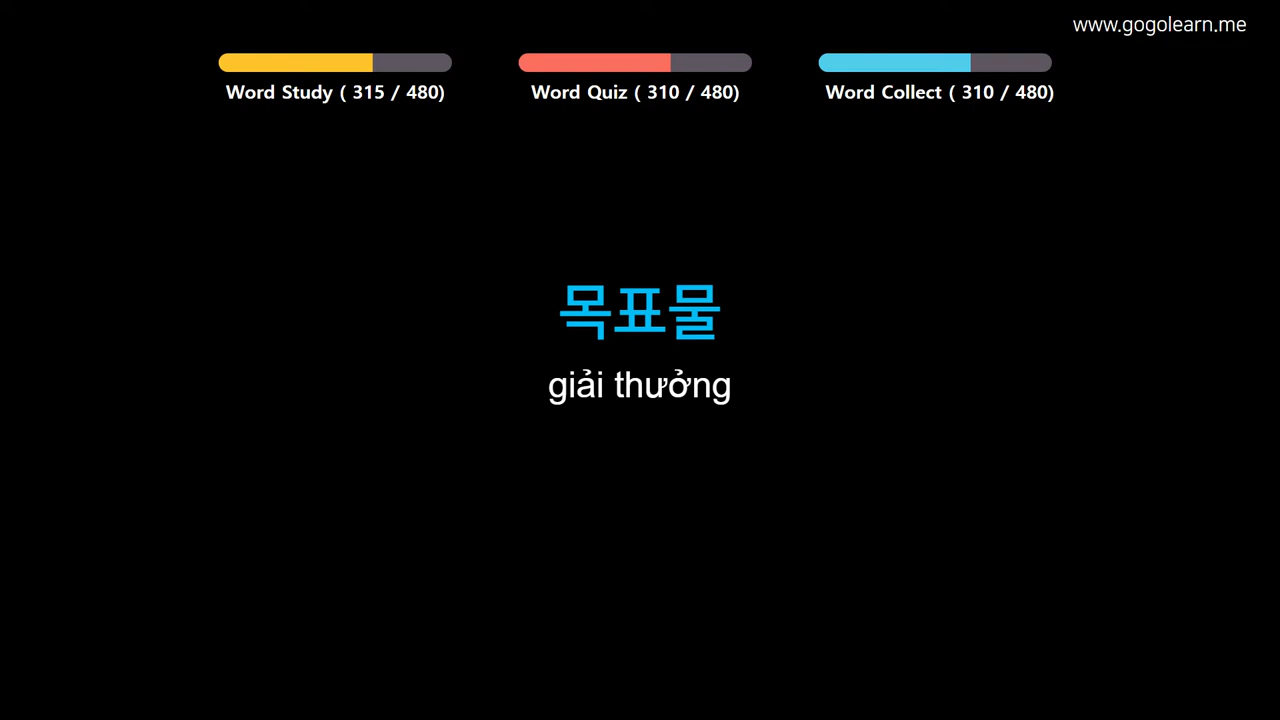 www.gogolearn.me
Word Study ( 315 / 480)
Word Quiz ( 310 / 480)
Word Collect ( 310 / 480)
목표물
giải thưởng